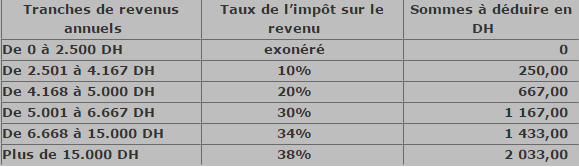 Tranches de revenus annuels | Taux de l'impôt sur le revenu | Sommes à déduire en DH
De 0 à 2.500 DH | exonéré | 0
De 2.501 à 4.167 DH | 10% | 250,00
De 4.168 à 5.000 DH | 20% | 667,00
De 5.001 à 6.667 DH | 30% | 1 167,00
De 6.668 à 15.000 DH | 34% | 1 433,00
Plus de 15.000 DH | 38% | 2 033,00